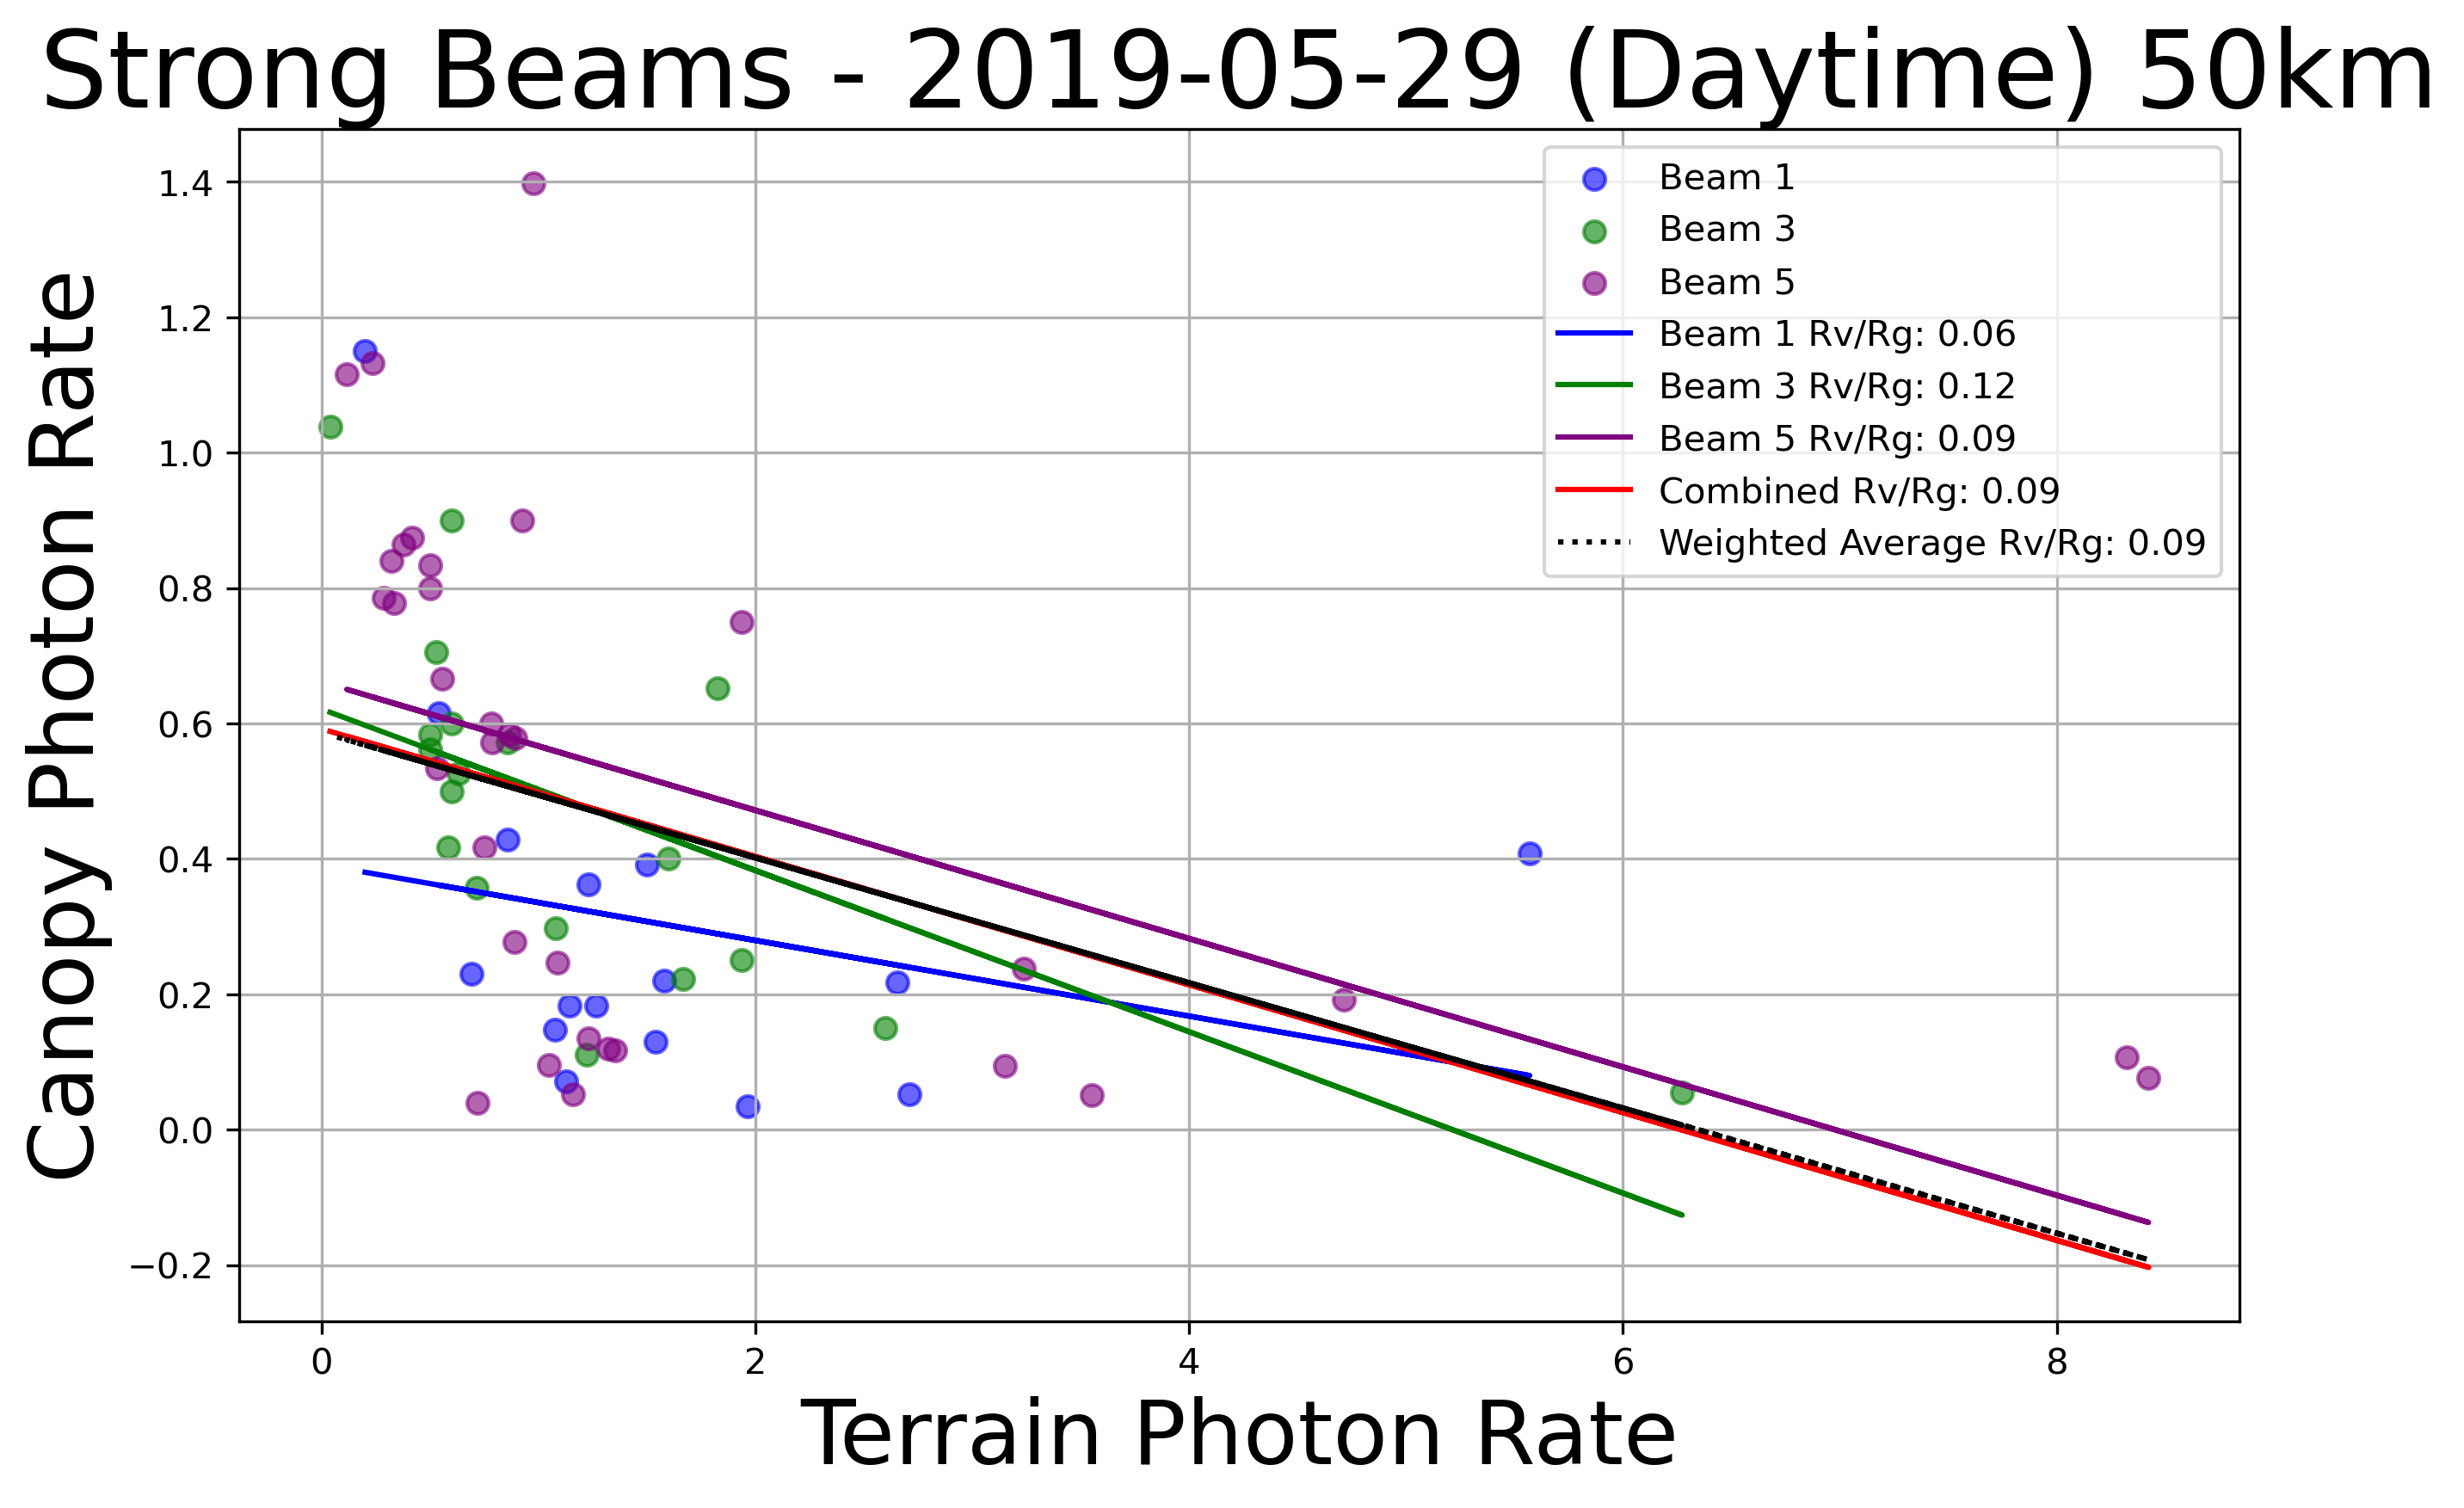 Strong Beams - 2019-05-29 (Daytime) 50km
Canopy Photon Rate
1.4
1.2
1.0
0.8
0.6
0.4
0.2
0.0
−0.2
Beam 1
Beam 3
Beam 5
Beam 1 Rv/Rg: 0.06
Beam 3 Rv/Rg: 0.12
Beam 5 Rv/Rg: 0.09
Combined Rv/Rg: 0.09
Weighted Average Rv/Rg: 0.09
0 2 4 6 8
Terrain Photon Rate